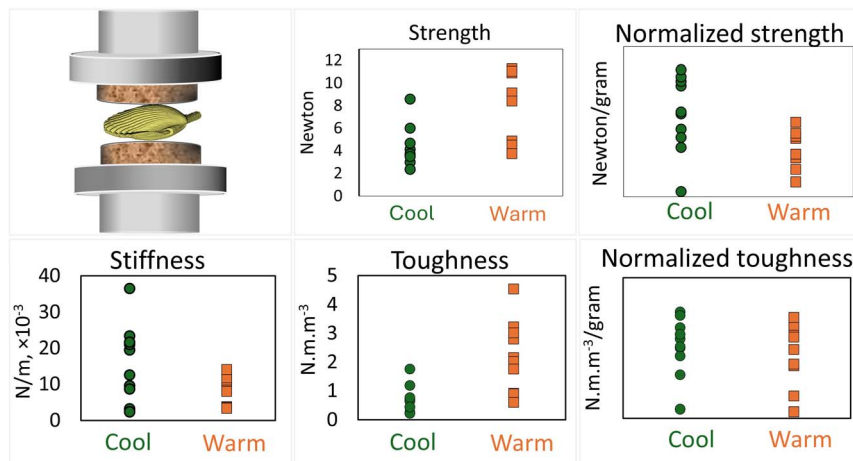 Strength
Newton
12
10
8
6
4
2
0
Cool Warm
Normalized strength
Newton/gram
Cool Warm
Stiffness
N/m, ×10⁻³
40
30
20
10
0
Cool Warm
Toughness
N.m.m⁻³
5
4
3
2
1
0
Cool Warm
Normalized toughness
N.m.m⁻³/gram
Cool Warm